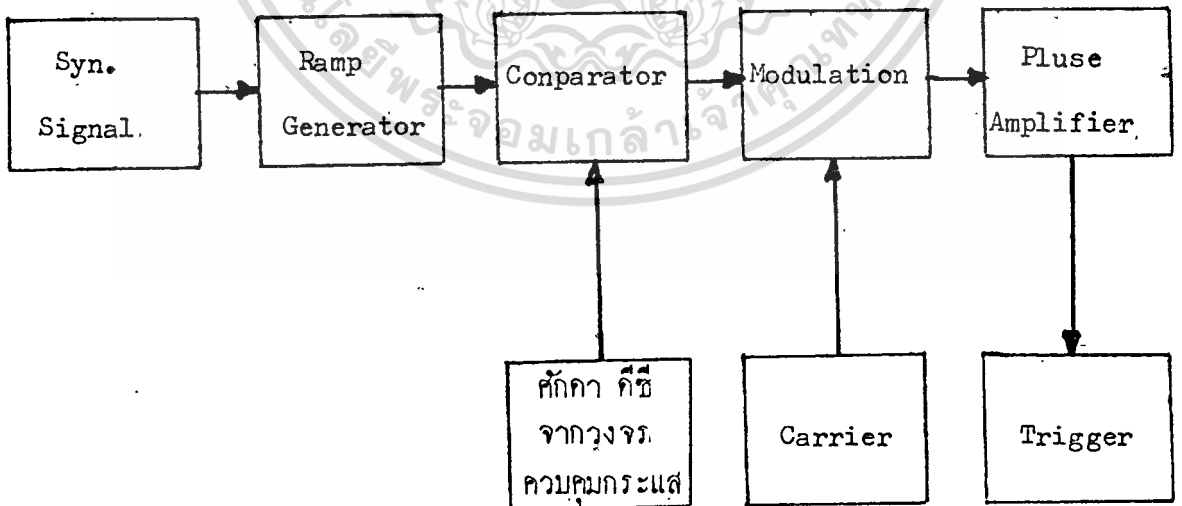 Syn.
Signal.
Ramp
Generator
Conparator
Modulation
Pluse
Amplifier
ศักดา ดีซี
จากวงจร
ควบคุมกระแส
Carrier
Trigger